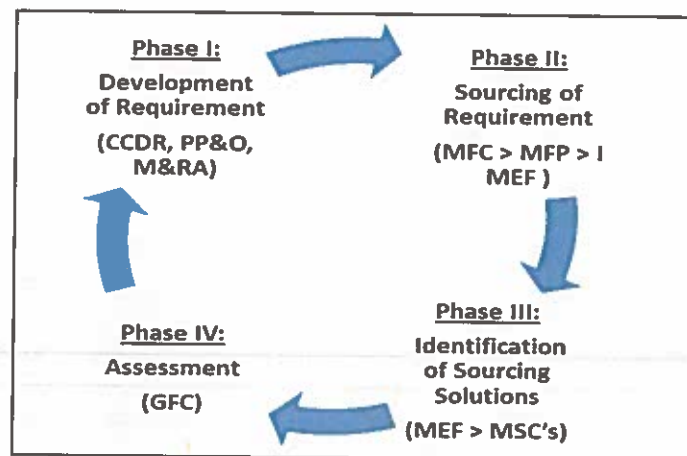 Phase I:
Development
of Requirement
(CCDR, PP&O,
M&RA)
Phase II:
Sourcing of
Requirement
(MFC > MFP > I
MEF )
Phase III:
Identification
of Sourcing
Solutions
(MEF > MSC's)
Phase IV:
Assessment
(GFC)